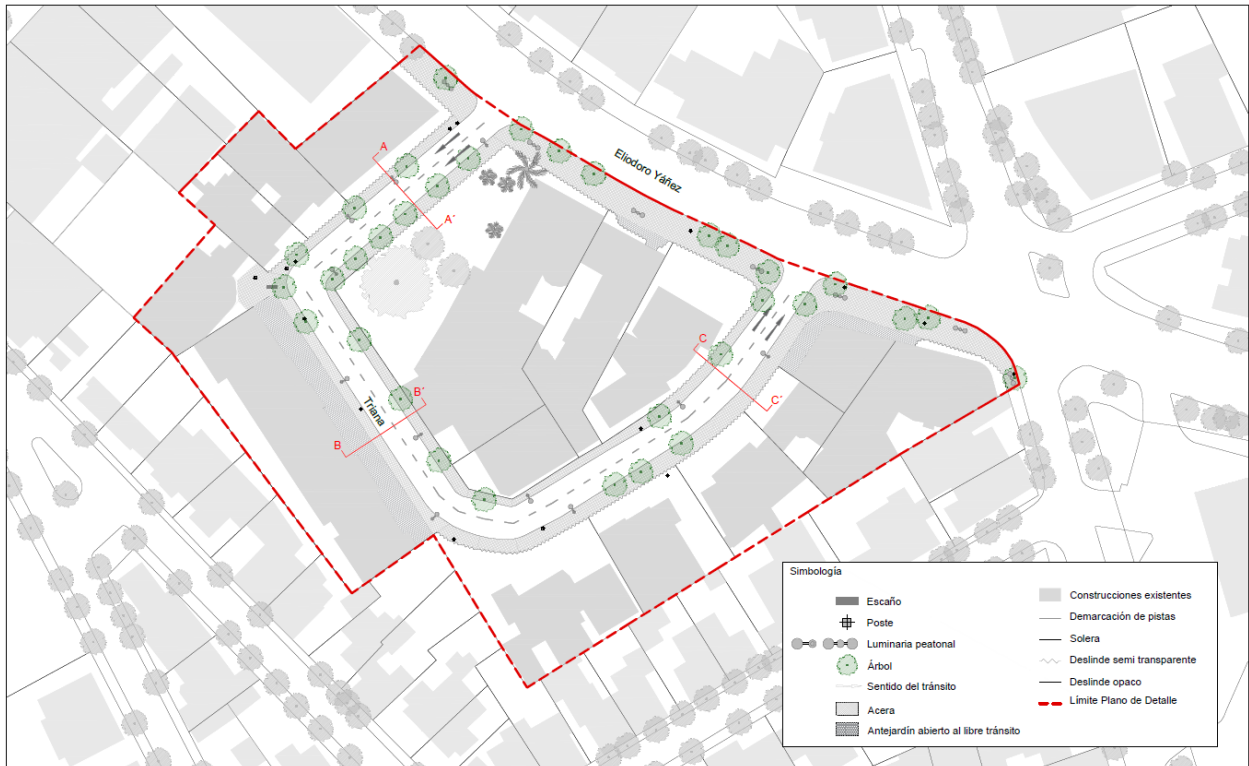 Eliodoro Yáñez
A
A´
Triana
B
B´
C
C´
Simbología
Escaño
Poste
Luminaria peatonal
Árbol
Sentido del tránsito
Acera
Antejardín abierto al libre tránsito
Construcciones existentes
Demarcación de pistas
Solera
Deslinde semi transparente
Deslinde opaco
Límite Plano de Detalle